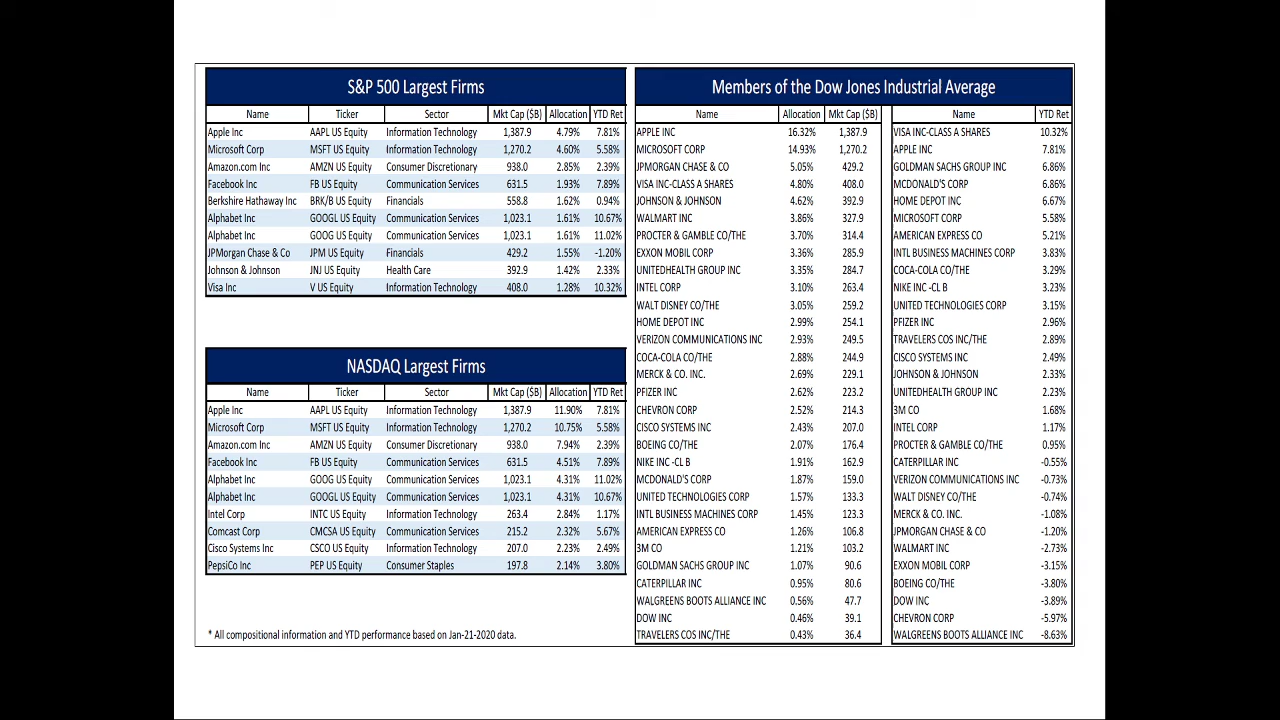 S&P 500 Largest Firms
Name Ticker Sector Mkt Cap ($B) Allocation YTD Ret
Apple Inc AAPL US Equity Information Technology 1,387.9 4.79% 7.81%
Microsoft Corp MSFT US Equity Information Technology 1,270.2 4.60% 5.58%
Amazon.com Inc AMZN US Equity Consumer Discretionary 938.0 2.85% 2.39%
Facebook Inc FB US Equity Communication Services 631.5 1.93% 7.89%
Berkshire Hathaway Inc BRK/B US Equity Financials 558.8 1.62% 0.94%
Alphabet Inc GOOGL US Equity Communication Services 1,023.1 1.61% 10.67%
Alphabet Inc GOOG US Equity Communication Services 1,023.1 1.61% 11.02%
JPMorgan Chase & Co JPM US Equity Financials 429.2 1.55% -1.20%
Johnson & Johnson JNJ US Equity Health Care 392.9 1.42% 2.33%
Visa Inc V US Equity Information Technology 408.0 1.28% 10.32%
NASDAQ Largest Firms
Name Ticker Sector Mkt Cap ($B) Allocation YTD Ret
Apple Inc AAPL US Equity Information Technology 1,387.9 11.90% 7.81%
Microsoft Corp MSFT US Equity Information Technology 1,270.2 10.75% 5.58%
Amazon.com Inc AMZN US Equity Consumer Discretionary 938.0 7.94% 2.39%
Facebook Inc FB US Equity Communication Services 631.5 4.51% 7.89%
Alphabet Inc GOOG US Equity Communication Services 1,023.1 4.31% 11.02%
Alphabet Inc GOOGL US Equity Communication Services 1,023.1 4.31% 10.67%
Intel Corp INTC US Equity Information Technology 263.4 2.84% 1.17%
Comcast Corp CMCSA US Equity Communication Services 215.2 2.32% 5.67%
Cisco Systems Inc CSCO US Equity Information Technology 207.0 2.23% 2.49%
PepsiCo Inc PEP US Equity Consumer Staples 197.8 2.14% 3.80%
* All compositional information and YTD performance based on Jan-21-2020 data.
Members of the Dow Jones Industrial Average
Name Allocation Mkt Cap ($B) Name YTD Ret
APPLE INC 16.32% 1,387.9 VISA INC-CLASS A SHARES 10.32%
MICROSOFT CORP 14.93% 1,270.2 APPLE INC 7.81%
JPMORGAN CHASE & CO 5.05% 429.2 GOLDMAN SACHS GROUP INC 6.86%
VISA INC-CLASS A SHARES 4.80% 408.0 MCDONALD'S CORP 6.86%
JOHNSON & JOHNSON 4.62% 392.9 HOME DEPOT INC 6.67%
WALMART INC 3.86% 327.9 MICROSOFT CORP 5.58%
PROCTER & GAMBLE CO/THE 3.70% 314.4 AMERICAN EXPRESS CO 5.21%
EXXON MOBIL CORP 3.36% 285.9 INTL BUSINESS MACHINES CORP 3.83%
UNITEDHEALTH GROUP INC 3.35% 284.7 COCA-COLA CO/THE 3.29%
INTEL CORP 3.10% 263.4 NIKE INC -CL B 3.23%
WALT DISNEY CO/THE 3.05% 259.2 UNITED TECHNOLOGIES CORP 3.15%
HOME DEPOT INC 2.99% 254.1 PFIZER INC 2.96%
VERIZON COMMUNICATIONS INC 2.93% 249.5 TRAVELERS COS INC/THE 2.89%
COCA-COLA CO/THE 2.88% 244.9 CISCO SYSTEMS INC 2.49%
MERCK & CO. INC. 2.69% 229.1 JOHNSON & JOHNSON 2.33%
PFIZER INC 2.62% 223.2 UNITEDHEALTH GROUP INC 2.23%
CHEVRON CORP 2.52% 214.3 3M CO 1.68%
CISCO SYSTEMS INC 2.43% 207.0 INTEL CORP 1.17%
BOEING CO/THE 2.07% 176.4 PROCTER & GAMBLE CO/THE 0.95%
NIKE INC -CL B 1.91% 162.9 CATERPILLAR INC -0.55%
MCDONALD'S CORP 1.87% 159.0 VERIZON COMMUNICATIONS INC -0.73%
UNITED TECHNOLOGIES CORP 1.57% 133.3 WALT DISNEY CO/THE -0.74%
INTL BUSINESS MACHINES CORP 1.45% 123.3 MERCK & CO. INC. -1.08%
AMERICAN EXPRESS CO 1.26% 106.8 JPMORGAN CHASE & CO -1.20%
3M CO 1.21% 103.2 WALMART INC -2.73%
GOLDMAN SACHS GROUP INC 1.07% 90.6 EXXON MOBIL CORP -3.15%
CATERPILLAR INC 0.95% 80.6 BOEING CO/THE -3.80%
WALGREENS BOOTS ALLIANCE INC 0.56% 47.7 DOW INC -3.89%
DOW INC 0.46% 39.1 CHEVRON CORP -5.97%
TRAVELERS COS INC/THE 0.43% 36.4 WALGREENS BOOTS ALLIANCE INC -8.63%